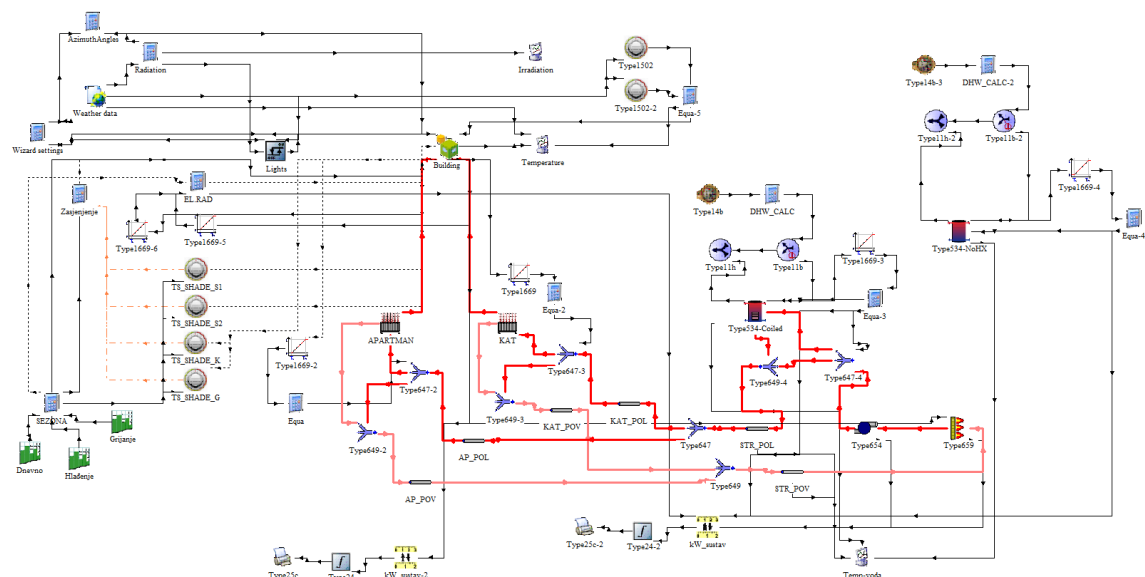 AzimuthAngles
Radiation
Irradiation
Type1502
Type14b-3
DHW_CALC-2
Weather data
Type1502-2
Equa-5
Type11h-2
Type11b-2
Wizard settings
Lights
Building
Temperature
Zasjenjenje
EL RAD
Type14b
DHW_CALC
Type1669-4
Equa-4
Type1669-6
Type1669-5
Type534-NoHX
Type11h
Type11b
Type1669-3
TS_SHADE_S1
Type1669
Equa-2
Equa-3
TS_SHADE_S2
Type534-Coiled
APARTMAN
KAT
TS_SHADE_K
Type1669-2
Type647-3
Type649-4
Type647-4
TS_SHADE_G
Type647-2
SEZONA
Equa
Type649-3
KAT_POV
KAT_POL
Grijanje
Type649-2
Type647
STR_POL
Type654
Type659
Dnevno
Hlađenje
AP_POL
AP_POV
Type649
STR_POV
Type25c-2
Type24-2
kW_sustav
Type25c
Type24
kW_sustav-2
Temp-voda